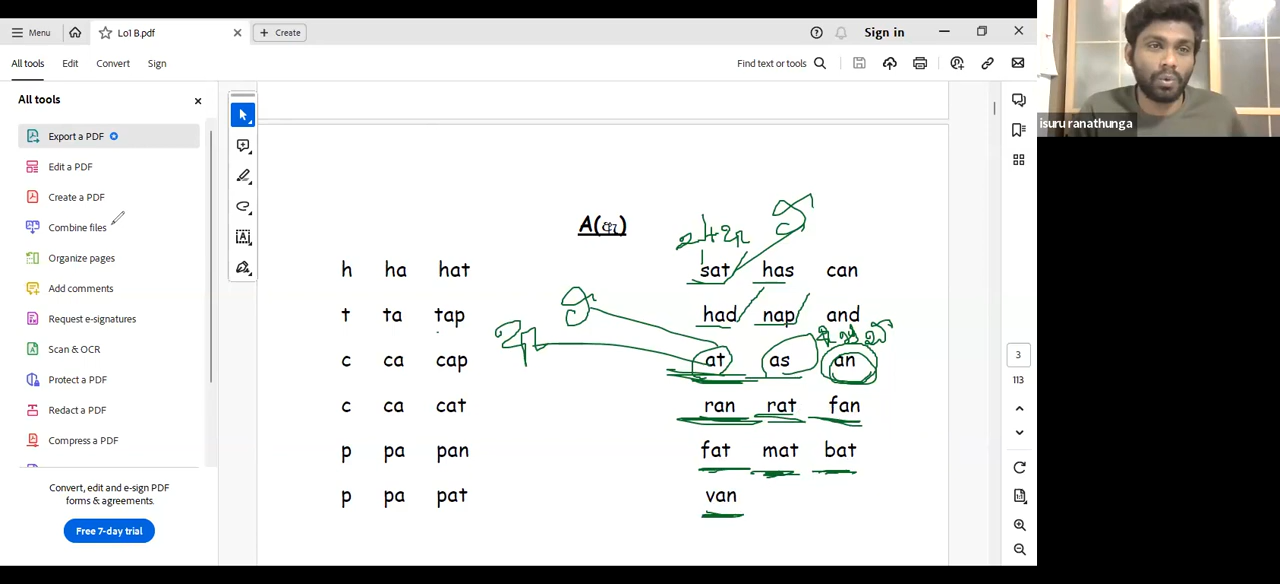 Menu
Lo1 B.pdf
Create
Sign in
All tools Edit Convert Sign
Find text or tools
All tools
Export a PDF
Edit a PDF
Create a PDF
Combine files
Organize pages
Add comments
Request e-signatures
Scan & OCR
Protect a PDF
Redact a PDF
Compress a PDF
Convert, edit and e-sign PDF
forms & agreements.
Free 7-day trial
A(ඇ)
h ha hat
t ta tap
c ca cap
c ca cat
p pa pan
p pa pat
sat has can
had nap and
at as an
ran rat fan
fat mat bat
van
3
113
isuru ranathunga